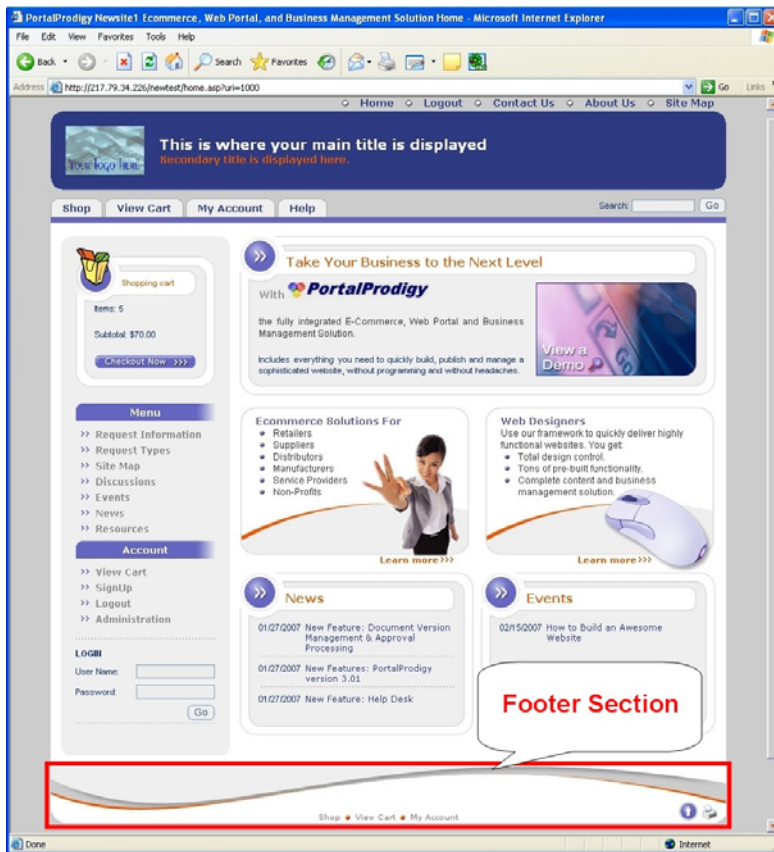 PortalProdigy Newsite1 Ecommerce, Web Portal, and Business Management Solution Home - Microsoft Internet Explorer
File Edit View Favorites Tools Help
Back Search Favorites
Address http://217.79.34.226/newtest/home.asp?uri=1000 Go Links
Home Logout Contact Us About Us Site Map
Your logo here
This is where your main title is displayed
Secondary title is displayed here.
Shop View Cart My Account Help Search: Go
Shopping cart
Items: 5
Subtotal: $70.00
Checkout Now >>>
Take Your Business to the Next Level
With PortalProdigy
the fully integrated E-Commerce, Web Portal and Business
Management Solution.
Includes everything you need to quickly build, publish and manage a
sophisticated website, without programming and without headaches.
View a
Demo
Go
Menu
>> Request Information
>> Request Types
>> Site Map
>> Discussions
>> Events
>> News
>> Resources
Account
>> View Cart
>> SignUp
>> Logout
>> Administration
LOGIN
User Name:
Password:
Go
Ecommerce Solutions For
Retailers
Suppliers
Distributors
Manufacturers
Service Providers
Non-Profits
Learn more>>>
Web Designers
Use our framework to quickly deliver highly
functional websites. You get:
Total design control.
Tons of pre-built functionality.
Complete content and business
management solution.
Learn more>>>
News
01/27/2007 New Feature: Document Version
Management & Approval
Processing
01/27/2007 New Features: PortalProdigy
version 3.01
01/27/2007 New Feature: Help Desk
Events
02/15/2007 How to Build an Awesome
Website
Footer Section
Shop View Cart My Account
Done Internet